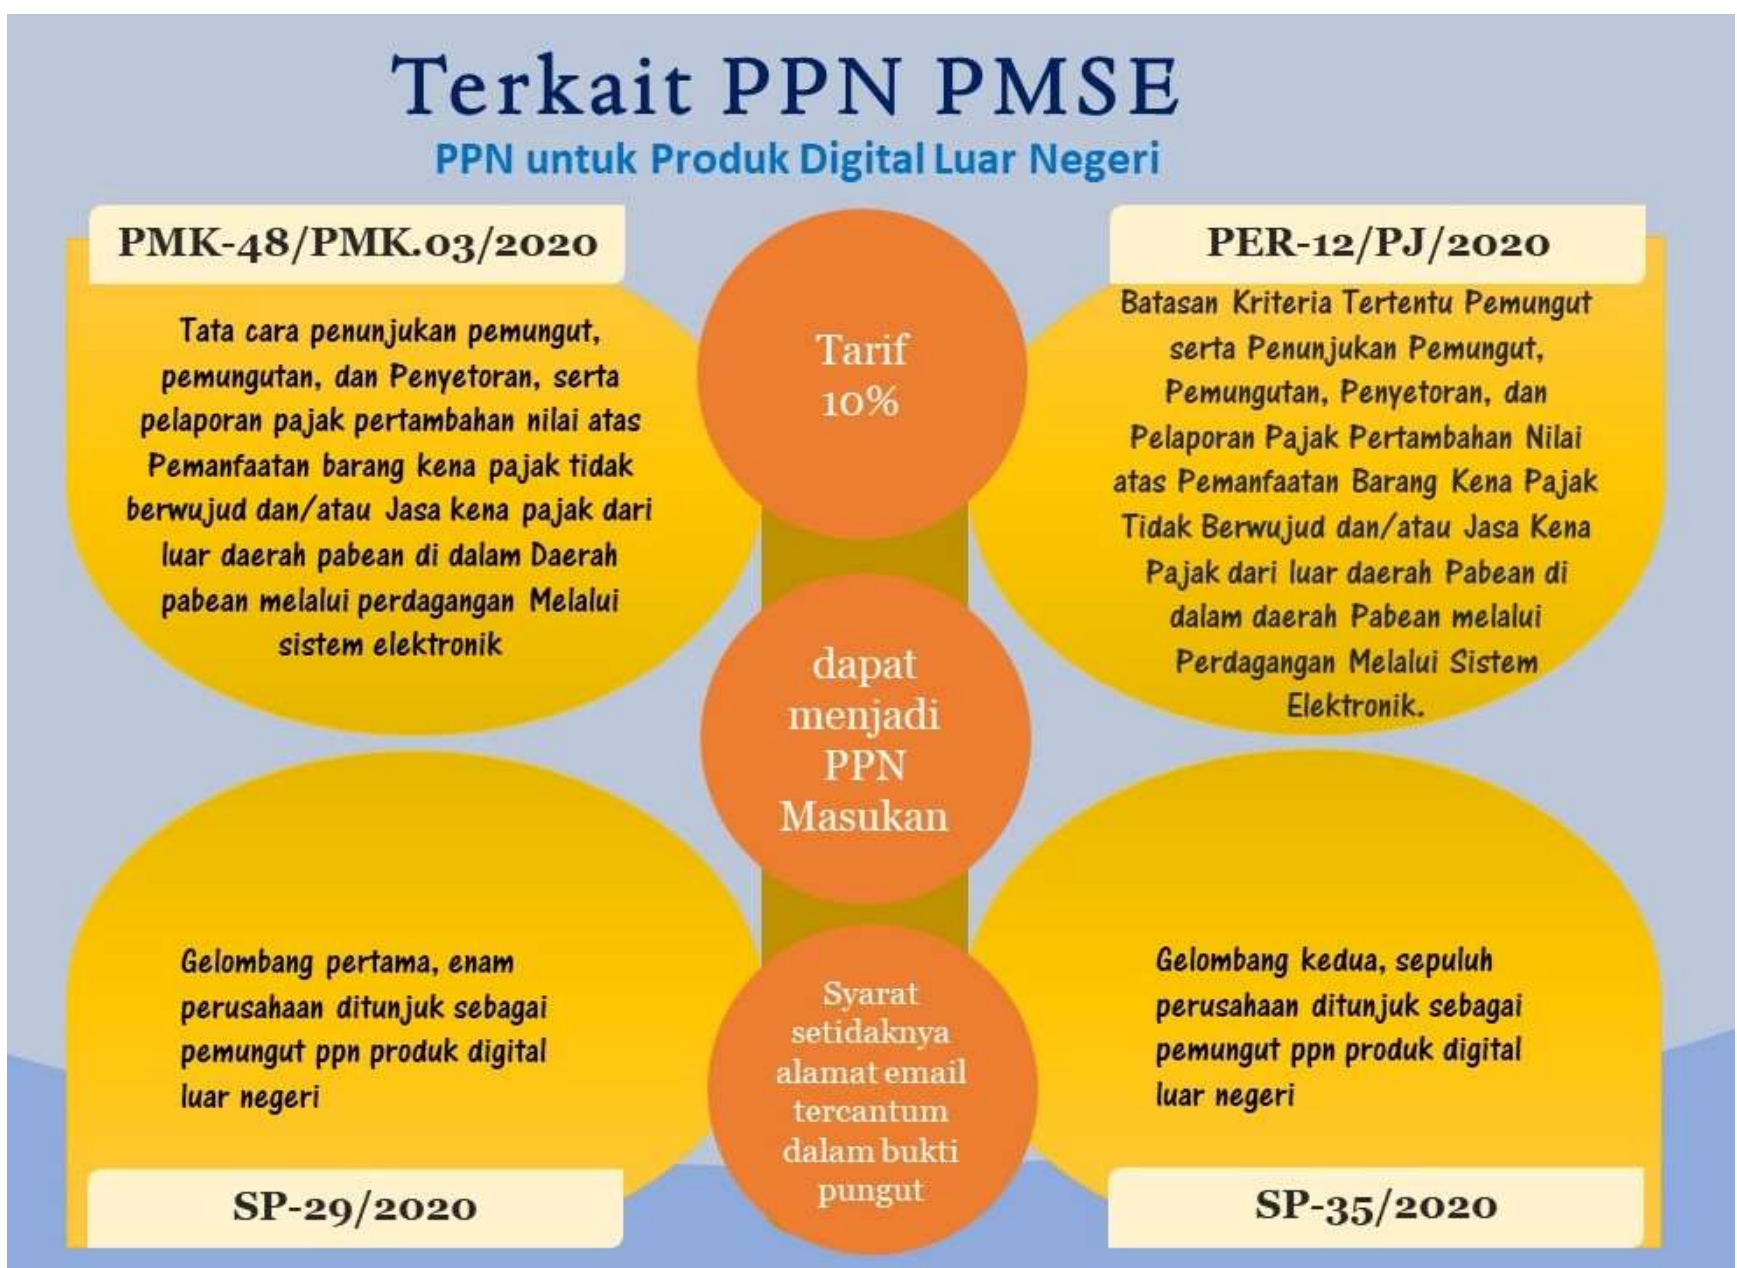 Terkait PPN PMSE
PPN untuk Produk Digital Luar Negeri
PMK-48/PMK.03/2020
Tata cara penunjukan pemungut,
pemungutan, dan Penyetoran, serta
pelaporan pajak pertambahan nilai atas
Pemanfaatan barang kena pajak tidak
berwujud dan/atau Jasa kena pajak dari
luar daerah pabean di dalam Daerah
pabean melalui perdagangan Melalui
sistem elektronik
Tarif
10%
PER-12/PJ/2020
Batasan Kriteria Tertentu Pemungut
serta Penunjukan Pemungut,
Pemungutan, Penyetoran, dan
Pelaporan Pajak Pertambahan Nilai
atas Pemanfaatan Barang Kena Pajak
Tidak Berwujud dan/atau Jasa Kena
Pajak dari luar daerah Pabean di
dalam daerah Pabean melalui
Perdagangan Melalui Sistem
Elektronik.
dapat
menjadi
PPN
Masukan
Gelombang pertama, enam
perusahaan ditunjuk sebagai
pemungut ppn produk digital
luar negeri
SP-29/2020
Syarat
setidaknya
alamat email
tercantum
dalam bukti
pungut
Gelombang kedua, sepuluh
perusahaan ditunjuk sebagai
pemungut ppn produk digital
luar negeri
SP-35/2020